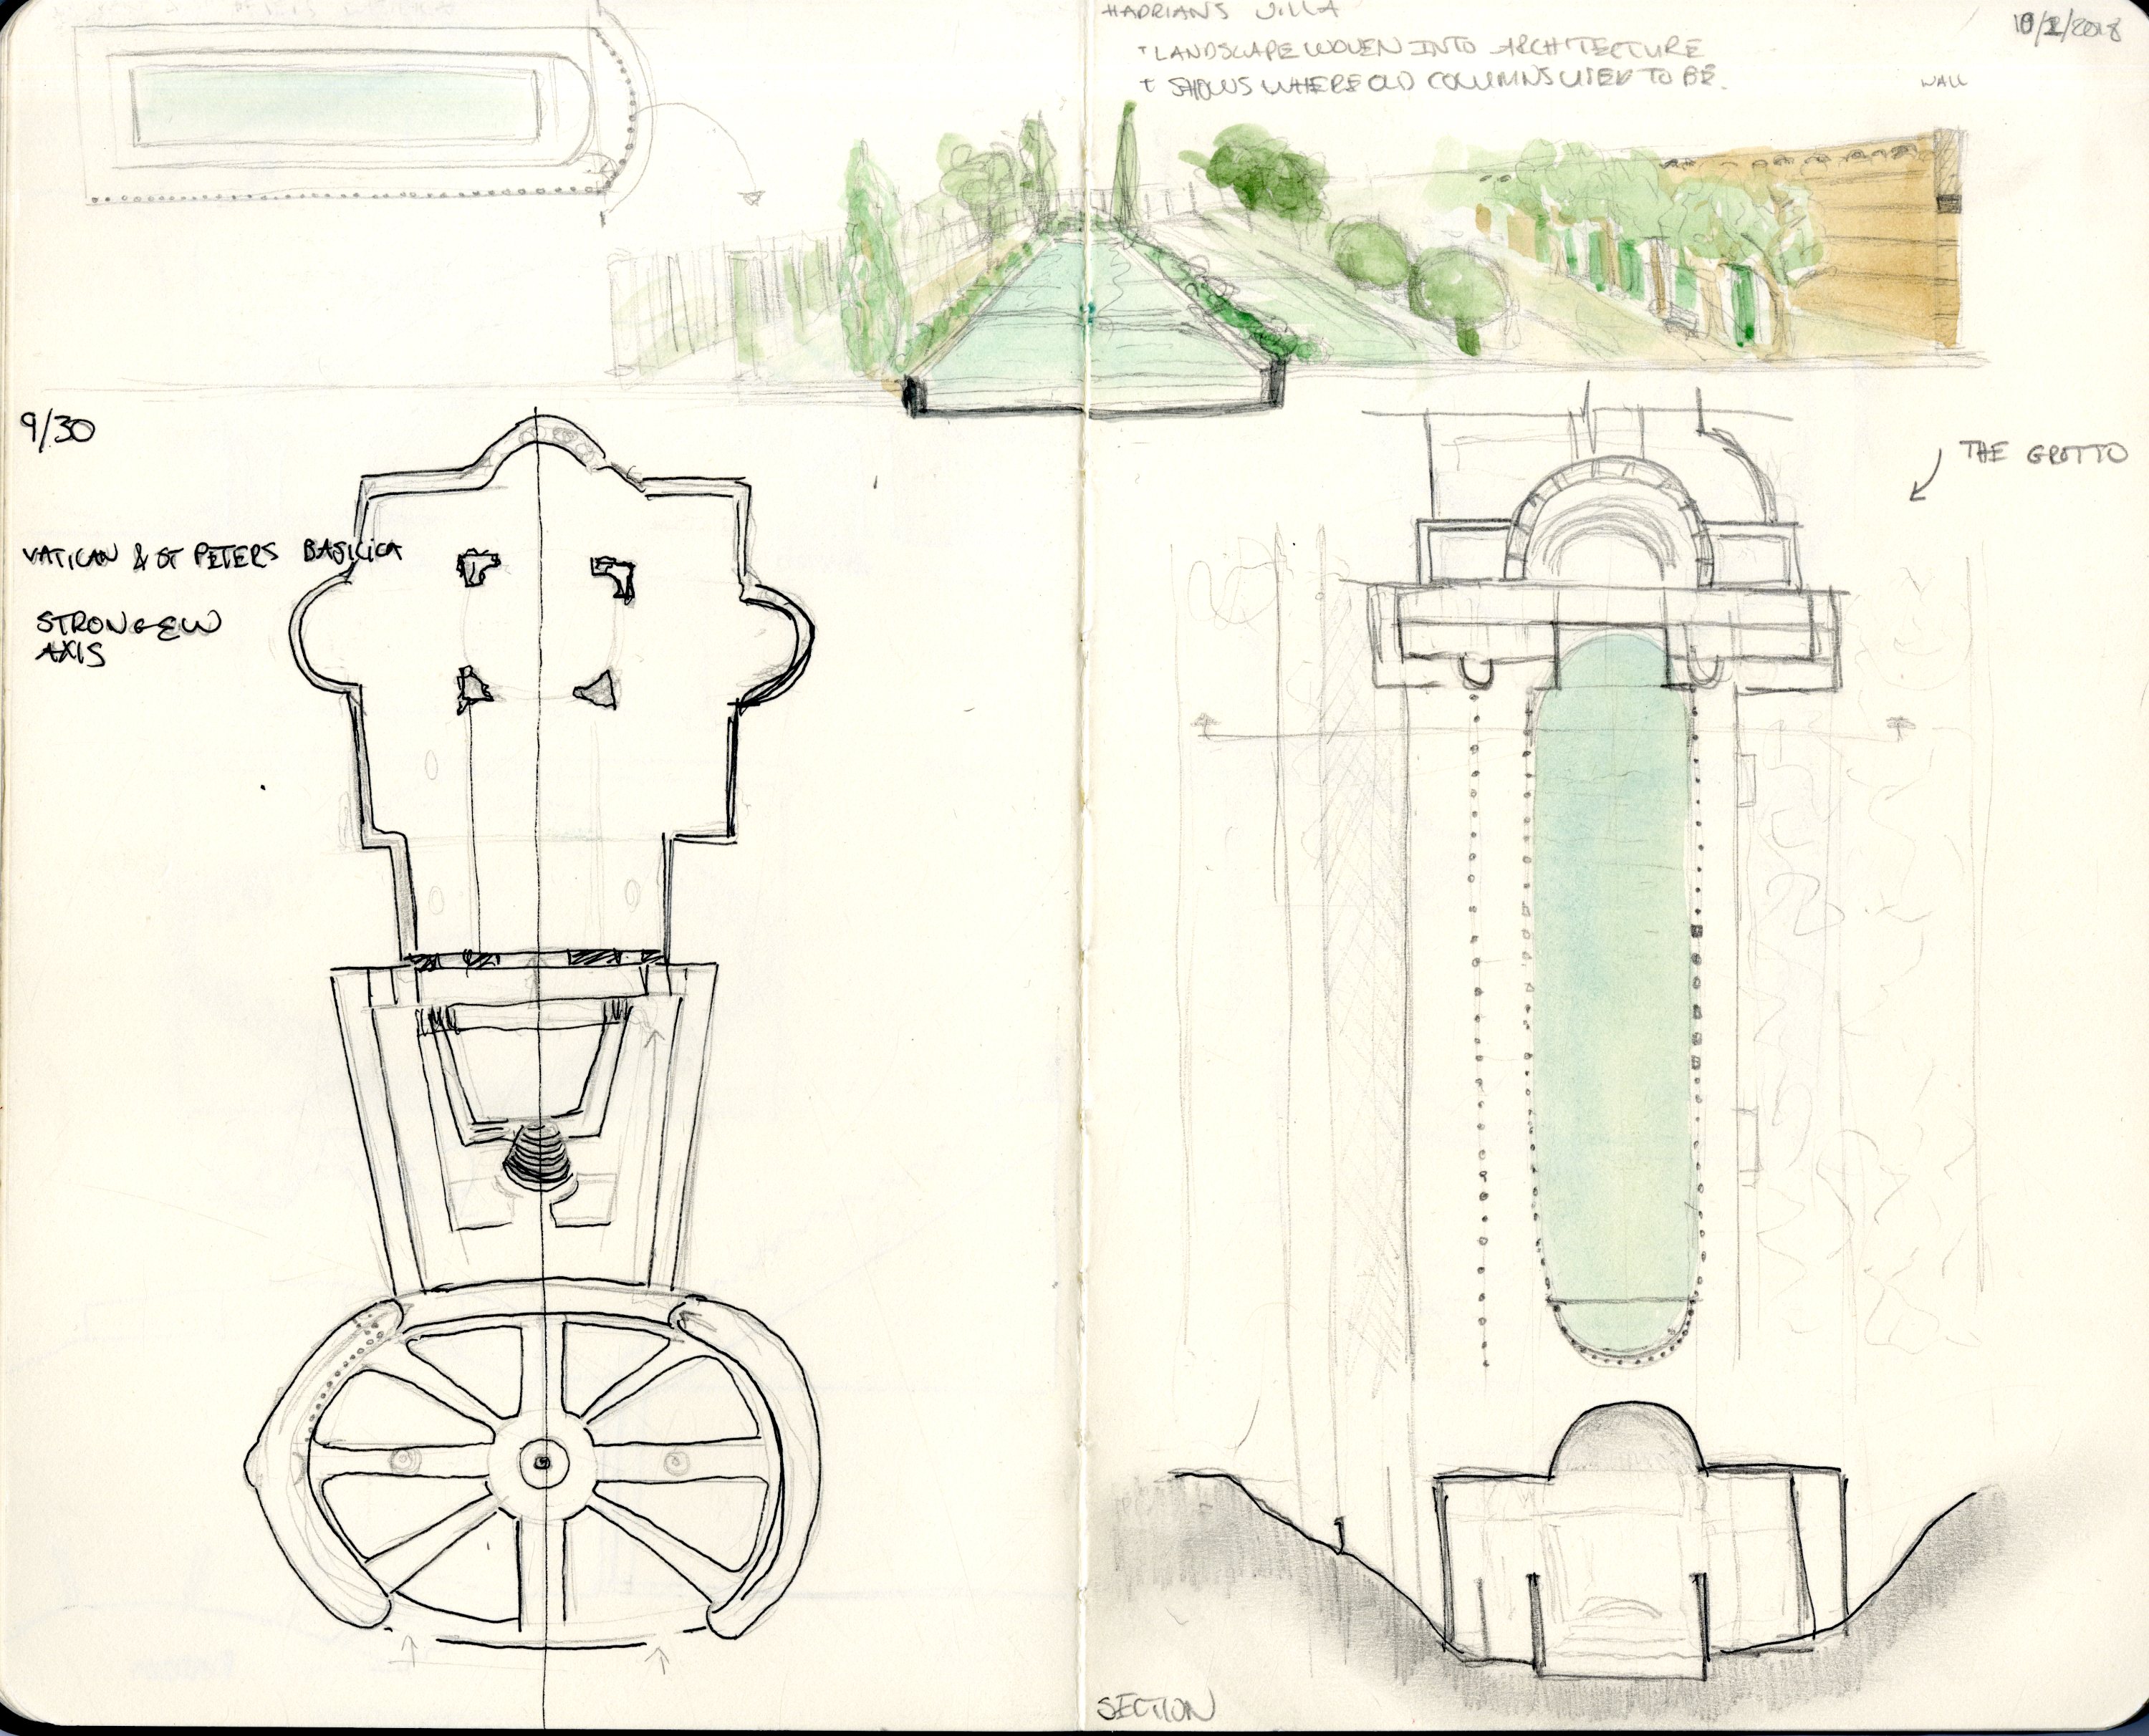 HADRIANS VILLA
10/2/2018
+ LANDSCAPE WOVEN INTO ARCHITECTURE
+ SHOWS WHERE OLD COLUMNS USED TO BE.
WALL
9/30
VATICAN & ST PETERS BASILICA
STRONG EW
AXIS
THE GROTTO
SECTION